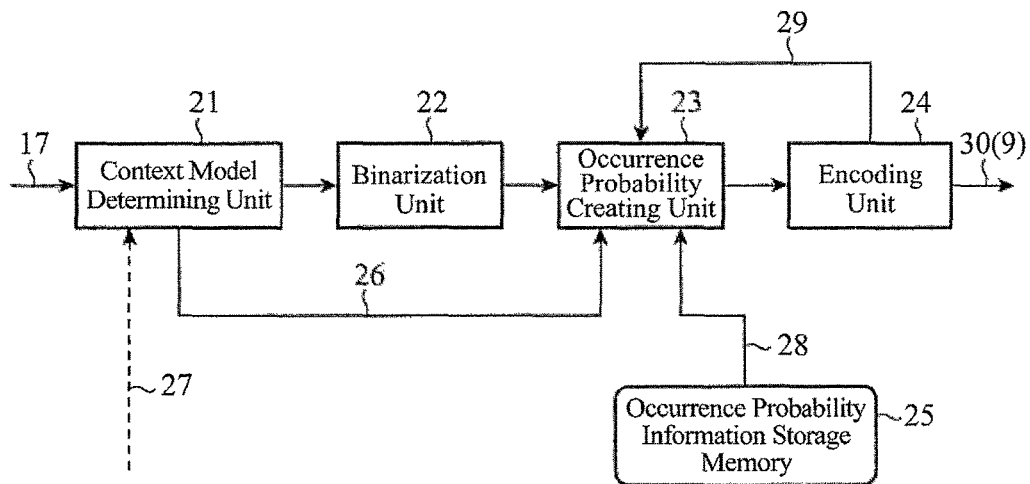 29
21
22
23
24
17
30(9)
Context Model
Determining Unit
Binarization
Unit
Occurrence
Probability
Creating Unit
Encoding
Unit
26
27
28
Occurrence Probability
Information Storage
Memory
25